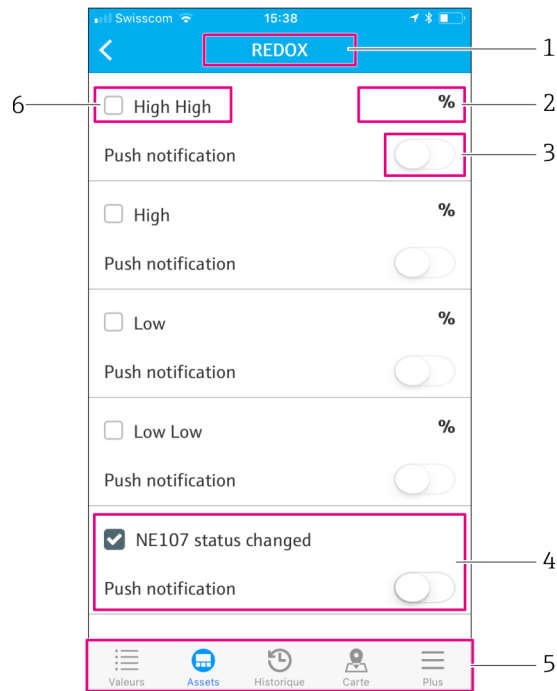 Swisscom 15:38
REDOX 1
6 High High % 2
Push notification 3
High %
Push notification
Low %
Push notification
Low Low %
Push notification
NE107 status changed
4
Push notification
5
Valeurs Assets Historique Carte Plus